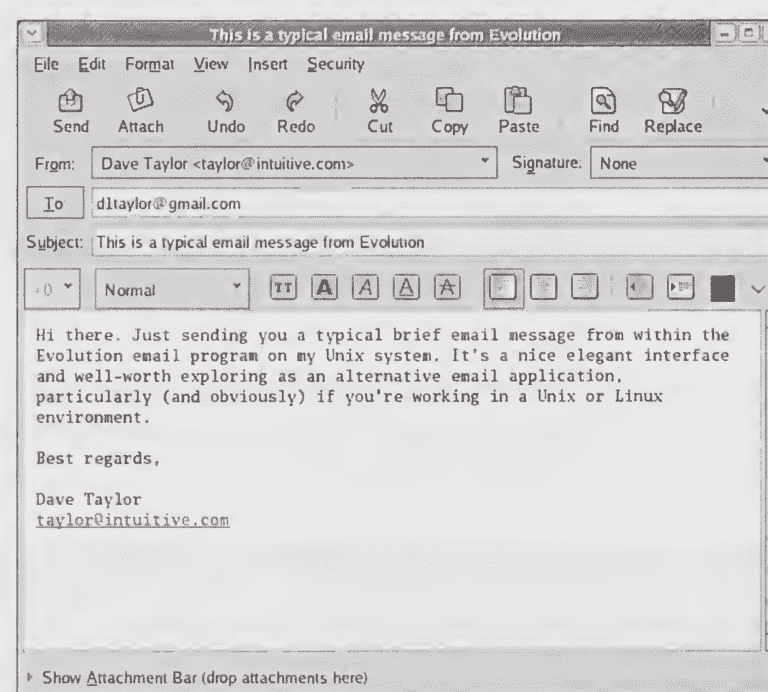 This is a typical email message from Evolution
File Edit Format View Insert Security
Send Attach Undo Redo Cut Copy Paste Find Replace
From: Dave Taylor <taylor@intuitive.com> Signature: None
To d1taylor@gmail.com
Subject: This is a typical email message from Evolution
+0 Normal TT A A A A
Hi there. Just sending you a typical brief email message from within the
Evolution email program on my Unix system. It's a nice elegant interface
and well-worth exploring as an alternative email application,
particularly (and obviously) if you're working in a Unix or Linux
environment.
Best regards,
Dave Taylor
taylor@intuitive.com
Show Attachment Bar (drop attachments here)